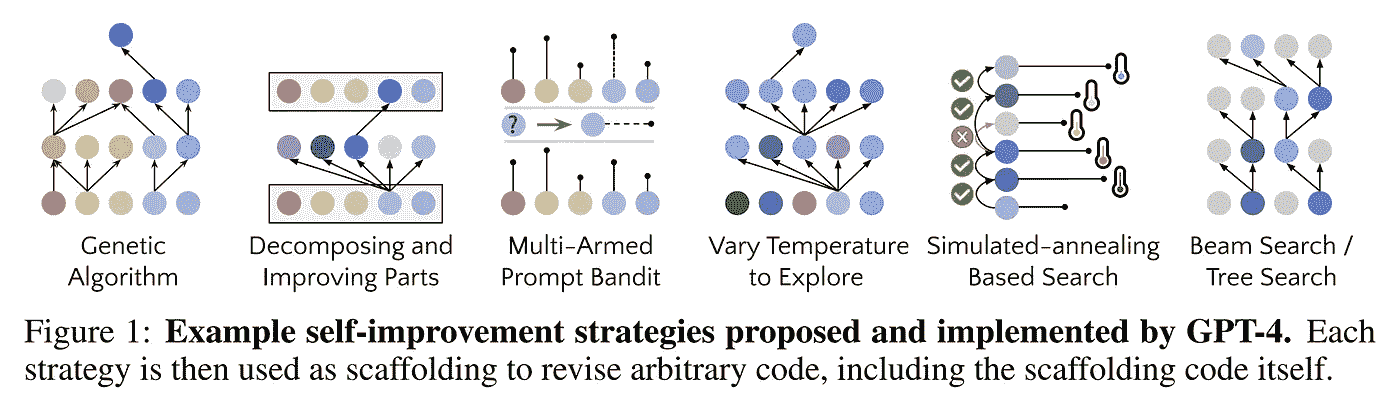 ?
Genetic
Algorithm
Decomposing and
Improving Parts
Multi-Armed
Prompt Bandit
Vary Temperature
to Explore
Simulated-annealing
Based Search
Beam Search /
Tree Search
Figure 1: Example self-improvement strategies proposed and implemented by GPT-4. Each
strategy is then used as scaffolding to revise arbitrary code, including the scaffolding code itself.